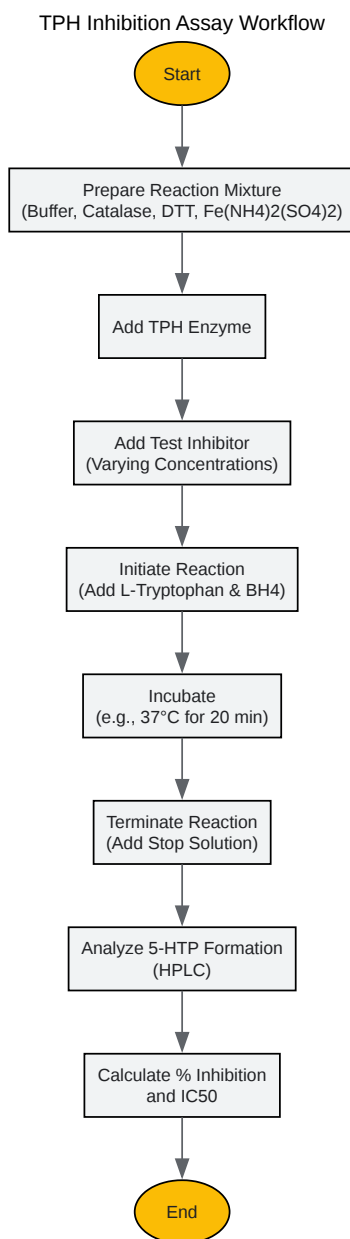 TPH Inhibition Assay Workflow
Start
Prepare Reaction Mixture
(Buffer, Catalase, DTT, Fe(NH4)2(SO4)2)
Add TPH Enzyme
Add Test Inhibitor
(Varying Concentrations)
Initiate Reaction
(Add L-Tryptophan & BH4)
Incubate
(e.g., 37°C for 20 min)
Terminate Reaction
(Add Stop Solution)
Analyze 5-HTP Formation
(HPLC)
Calculate % Inhibition
and IC50
End